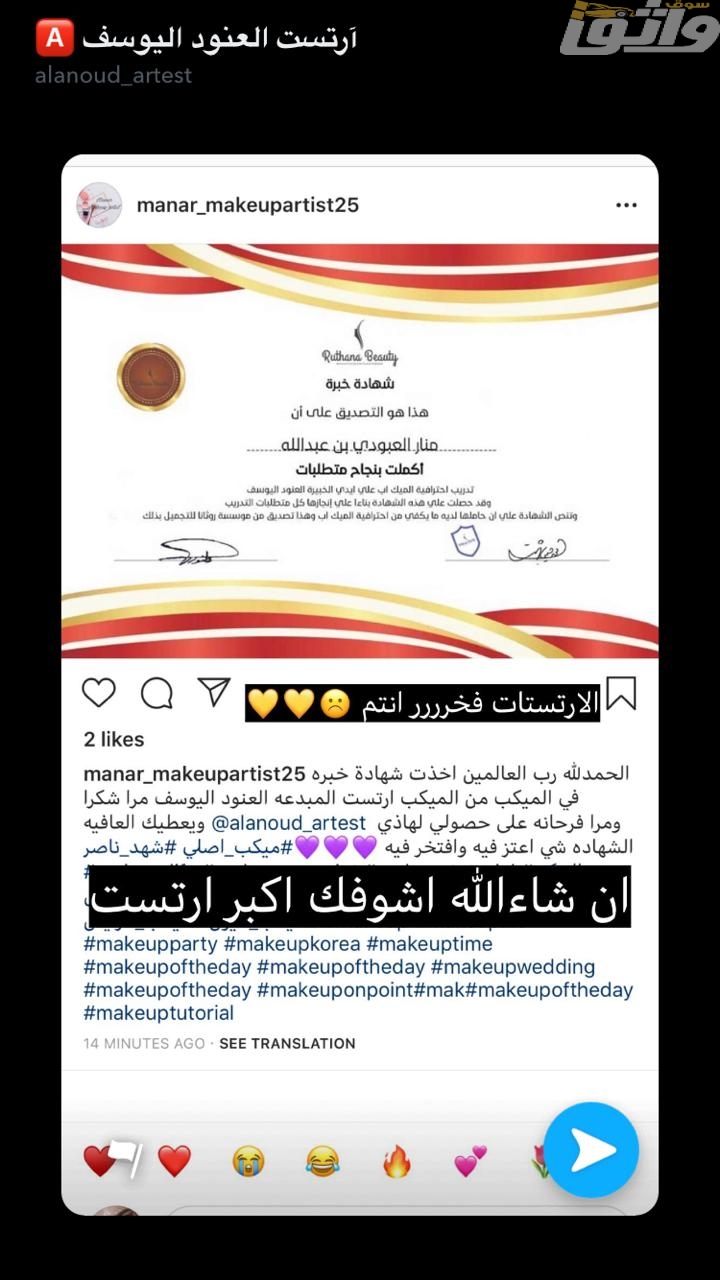 آرتست العنود اليوسف A
alanoud_artest
سوق
واثق
manar_makeupartist25
Ruthana Beauty
شهادة خبرة
هذا هو التصديق على أن
منار العبودي بن عبدالله
أكملت بنجاح متطلبات
تدريب احترافية الميك اب علي ايدي الخبيرة العنود اليوسف
وقد حصلت علي هذه الشهادة بناءا علي إنجازها كل متطلبات التدريب
وتنص الشهادة علي ان حاملها لديه ما يكفي من احترافية الميك اب وهذا تصديق من موسسة روثانا للتجميل بذلك
الارتستات فخرررر انتم ☹️💛💛
2 likes
manar_makeupartist25 الحمدلله رب العالمين اخذت شهادة خبره
في الميكب من الميكب ارتست المبدعه العنود اليوسف مرا شكرا
ومرا فرحانه على حصولي لهاذي @alanoud_artest ويعطيك العافيه
الشهاده شي اعتز فيه وافتخر فيه 💜💜💜#ميكب_اصلي #شهد_ناصر
ان شاءالله اشوفك اكبر ارتست
#makeupparty #makeupkorea #makeuptime
#makeupoftheday #makeupoftheday #makeupwedding
#makeupoftheday #makeuponpoint#mak#makeupoftheday
#makeuptutorial
14 MINUTES AGO · SEE TRANSLATION